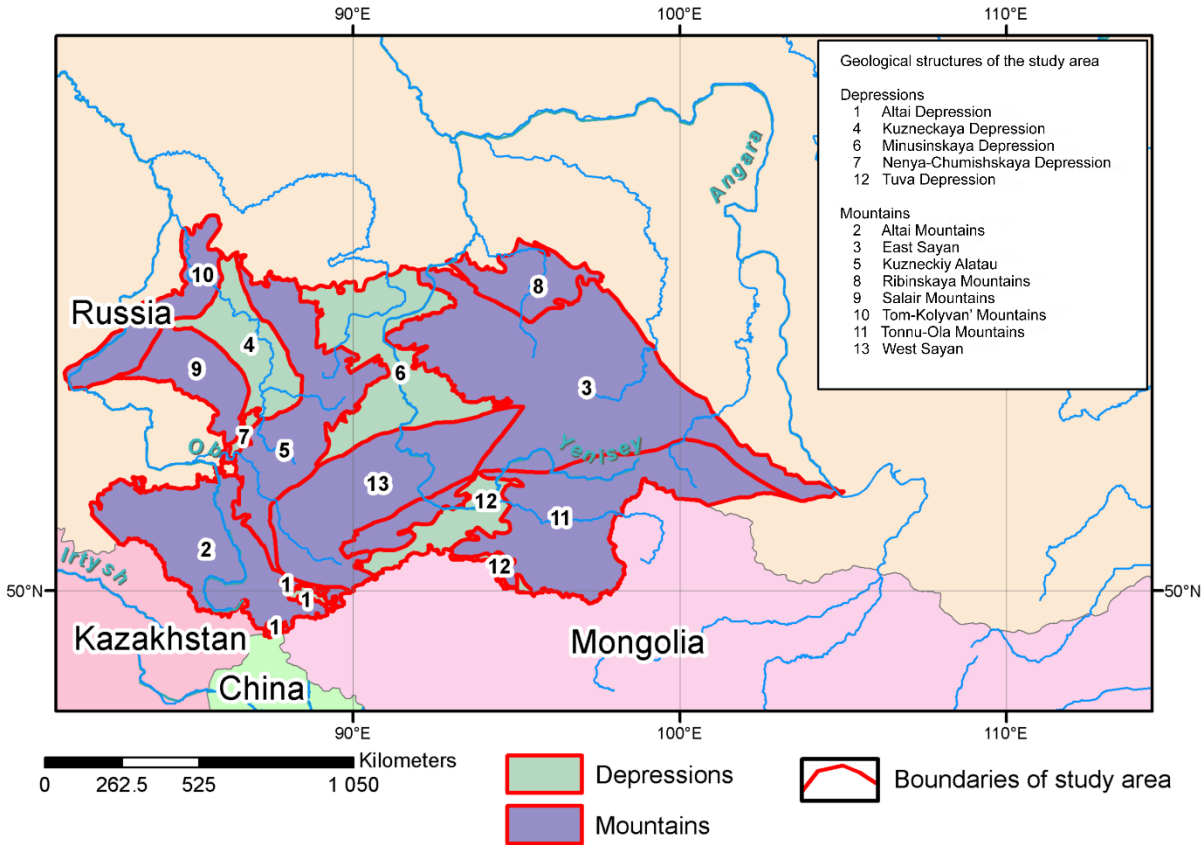 90°E 100°E 110°E
Geological structures of the study area
Depressions
1 Altai Depression
4 Kuzneckaya Depression
6 Minusinskaya Depression
7 Nenya-Chumishskaya Depression
12 Tuva Depression
Mountains
2 Altai Mountains
3 East Sayan
5 Kuzneckiy Alatau
8 Ribinskaya Mountains
9 Salair Mountains
10 Tom-Kolyvan' Mountains
11 Tonnu-Ola Mountains
13 West Sayan
Angara
10
8
Russia
4
9
6
3
7
Ob
5
Yenisey
13
12
11
2
Irtysh
12
1
50°N 50°N
1
1
Kazakhstan
Mongolia
China
90°E 100°E 110°E
Kilometers
0 262.5 525 1 050
Depressions
Mountains
Boundaries of study area